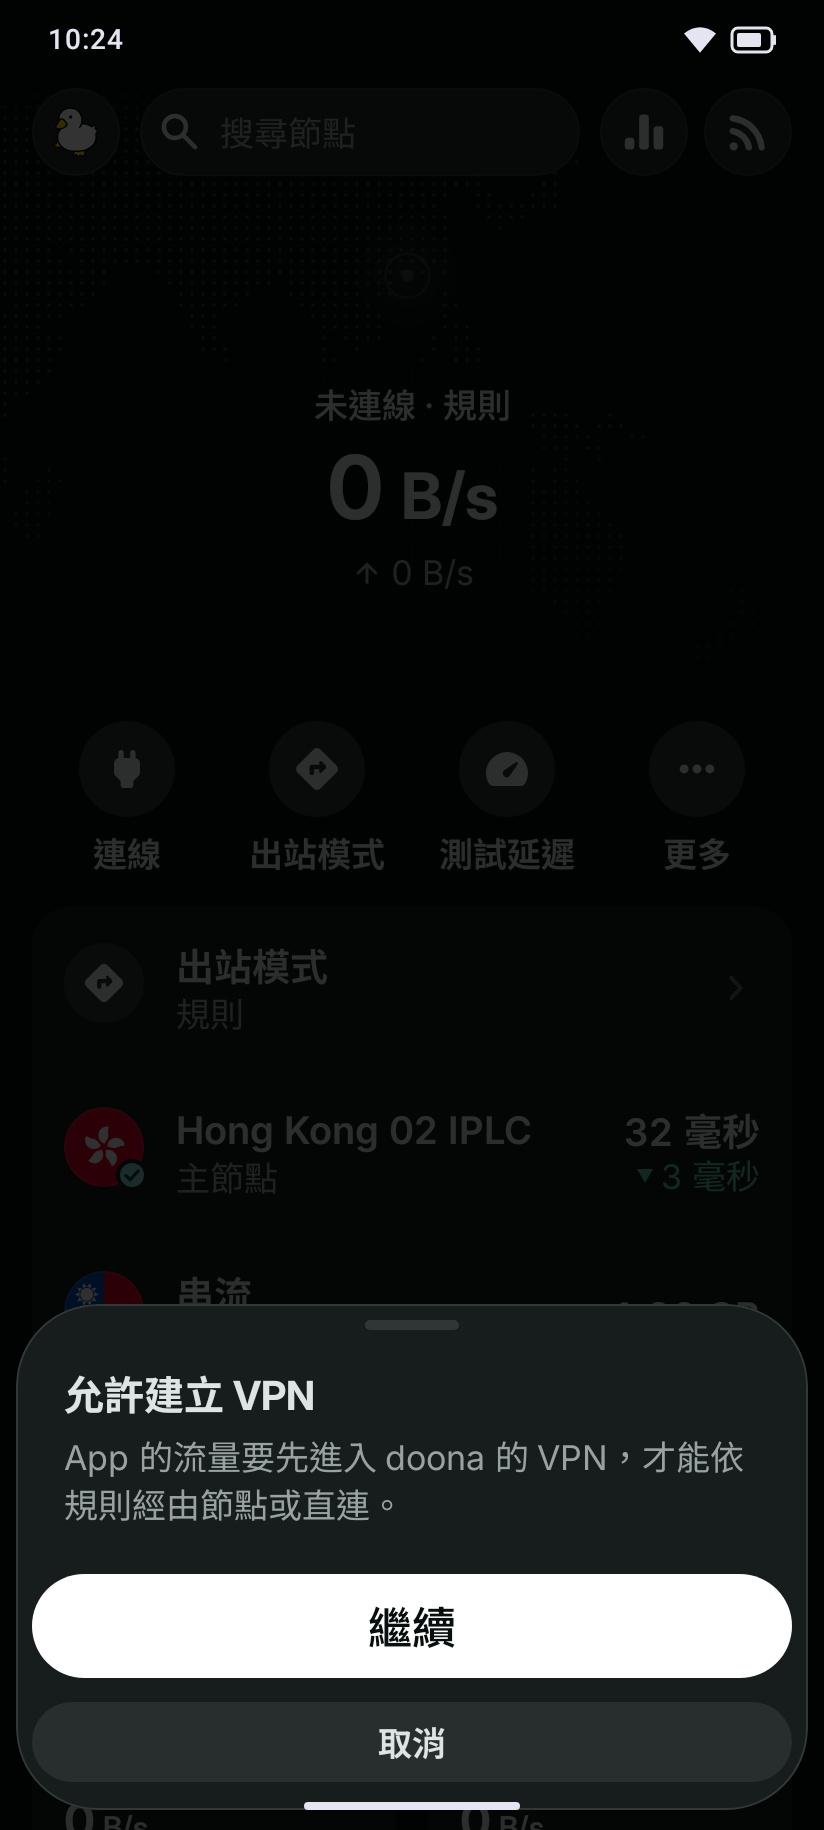 10:24
搜尋節點
未連線 · 規則
0 B/s
↑ 0 B/s
連線
出站模式
測試延遲
更多
出站模式
規則
Hong Kong 02 IPLC
32 毫秒
主節點
▼3 毫秒
串流
允許建立 VPN
App 的流量要先進入 doona 的 VPN，才能依
規則經由節點或直連。
繼續
取消
0 B/s
0 B/s